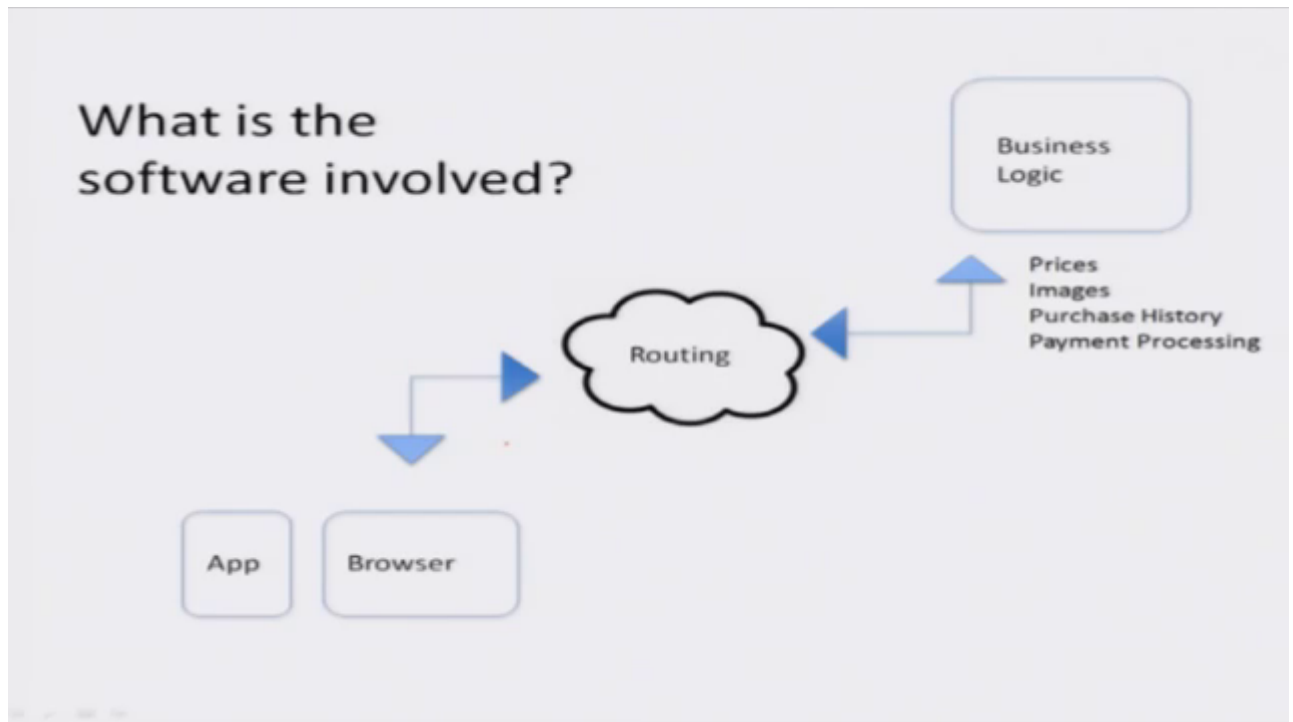 What is the
software involved?
Business
Logic
Prices
Images
Purchase History
Payment Processing
Routing
App
Browser